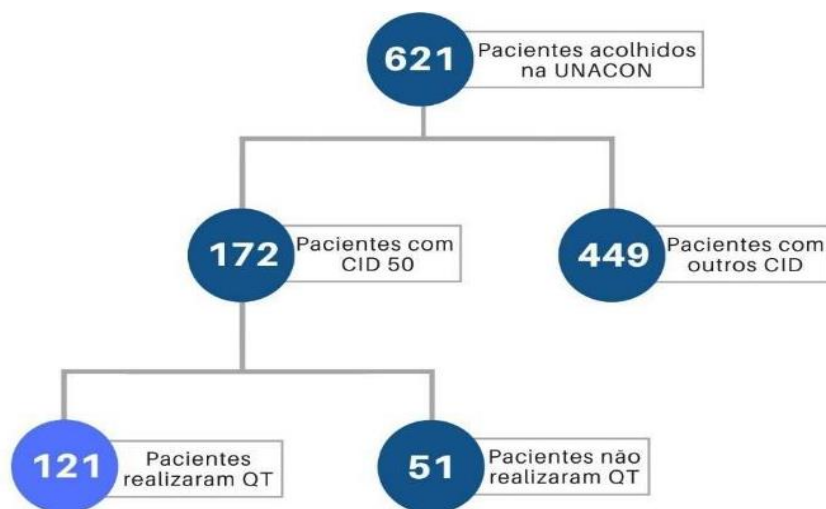 621
Pacientes acolhidos
na UNACON
172
Pacientes com
CID 50
449
Pacientes com
outros CID
121
Pacientes
realizaram QT
51
Pacientes não
realizaram QT